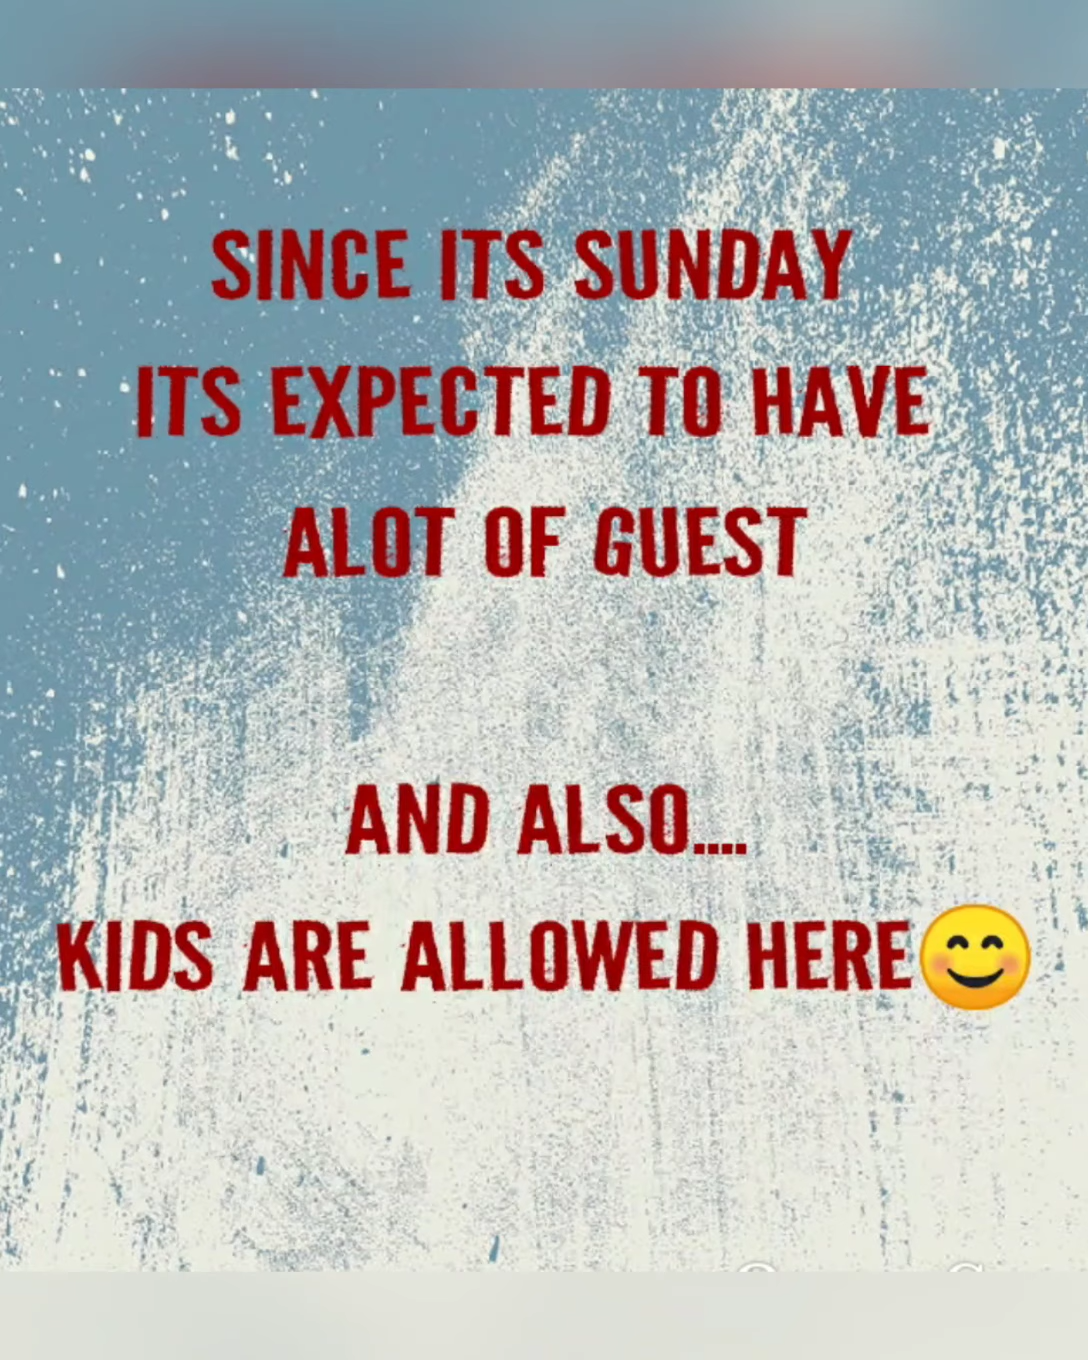 SINCE ITS SUNDAY
ITS EXPECTED TO HAVE
ALOT OF GUEST
AND ALSO....
KIDS ARE ALLOWED HERE😊